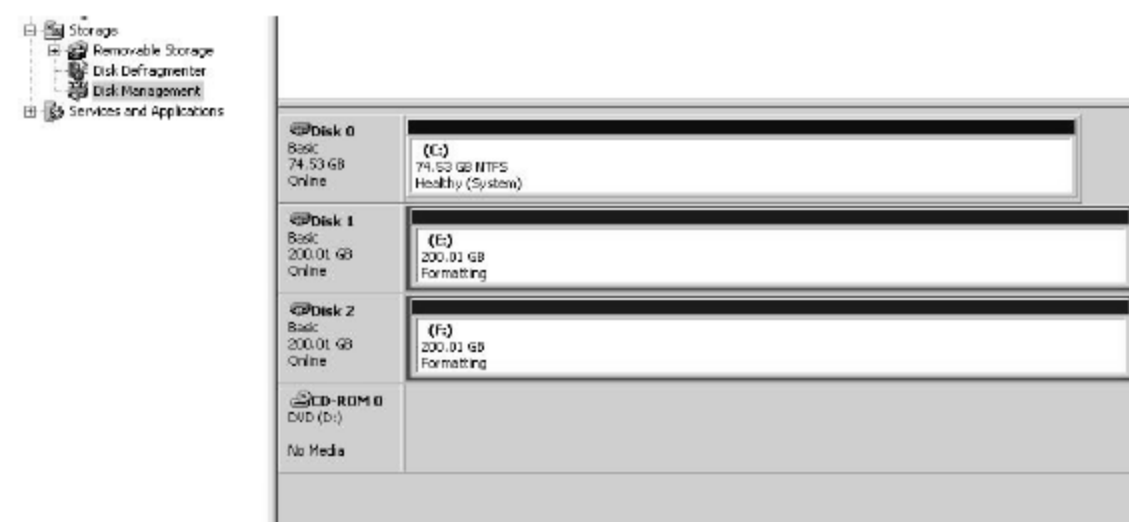 Storage
Removable Storage
Disk Defragmenter
Disk Management
Services and Applications
Disk 0
Basic
74.53 GB
Online
(C:)
74.53 GB NTFS
Healthy (System)
Disk 1
Basic
200.01 GB
Online
(E:)
200.01 GB
Formatting
Disk 2
Basic
200.01 GB
Online
(F:)
200.01 GB
Formatting
CD-ROM 0
DVD (D:)
No Media